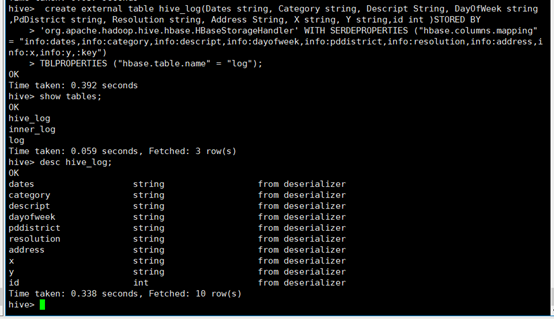 hive>  create external table hive_log(Dates string, Category string, Descript String, DayOfWeek string
,PdDistrict string, Resolution string, Address String, X string, Y string,id int )STORED BY
    > 'org.apache.hadoop.hive.hbase.HBaseStorageHandler' WITH SERDEPROPERTIES ("hbase.columns.mapping"
= "info:dates,info:category,info:descript,info:dayofweek,info:pddistrict,info:resolution,info:address,i
nfo:x,info:y,:key")
    > TBLPROPERTIES ("hbase.table.name" = "log");
OK
Time taken: 0.392 seconds
hive> show tables;
OK
hive_log
inner_log
log
Time taken: 0.059 seconds, Fetched: 3 row(s)
hive> desc hive_log;
OK
dates                   string                  from deserializer
category                string                  from deserializer
descript                string                  from deserializer
dayofweek               string                  from deserializer
pddistrict              string                  from deserializer
resolution              string                  from deserializer
address                 string                  from deserializer
x                       string                  from deserializer
y                       string                  from deserializer
id                      int                     from deserializer
Time taken: 0.338 seconds, Fetched: 10 row(s)
hive>